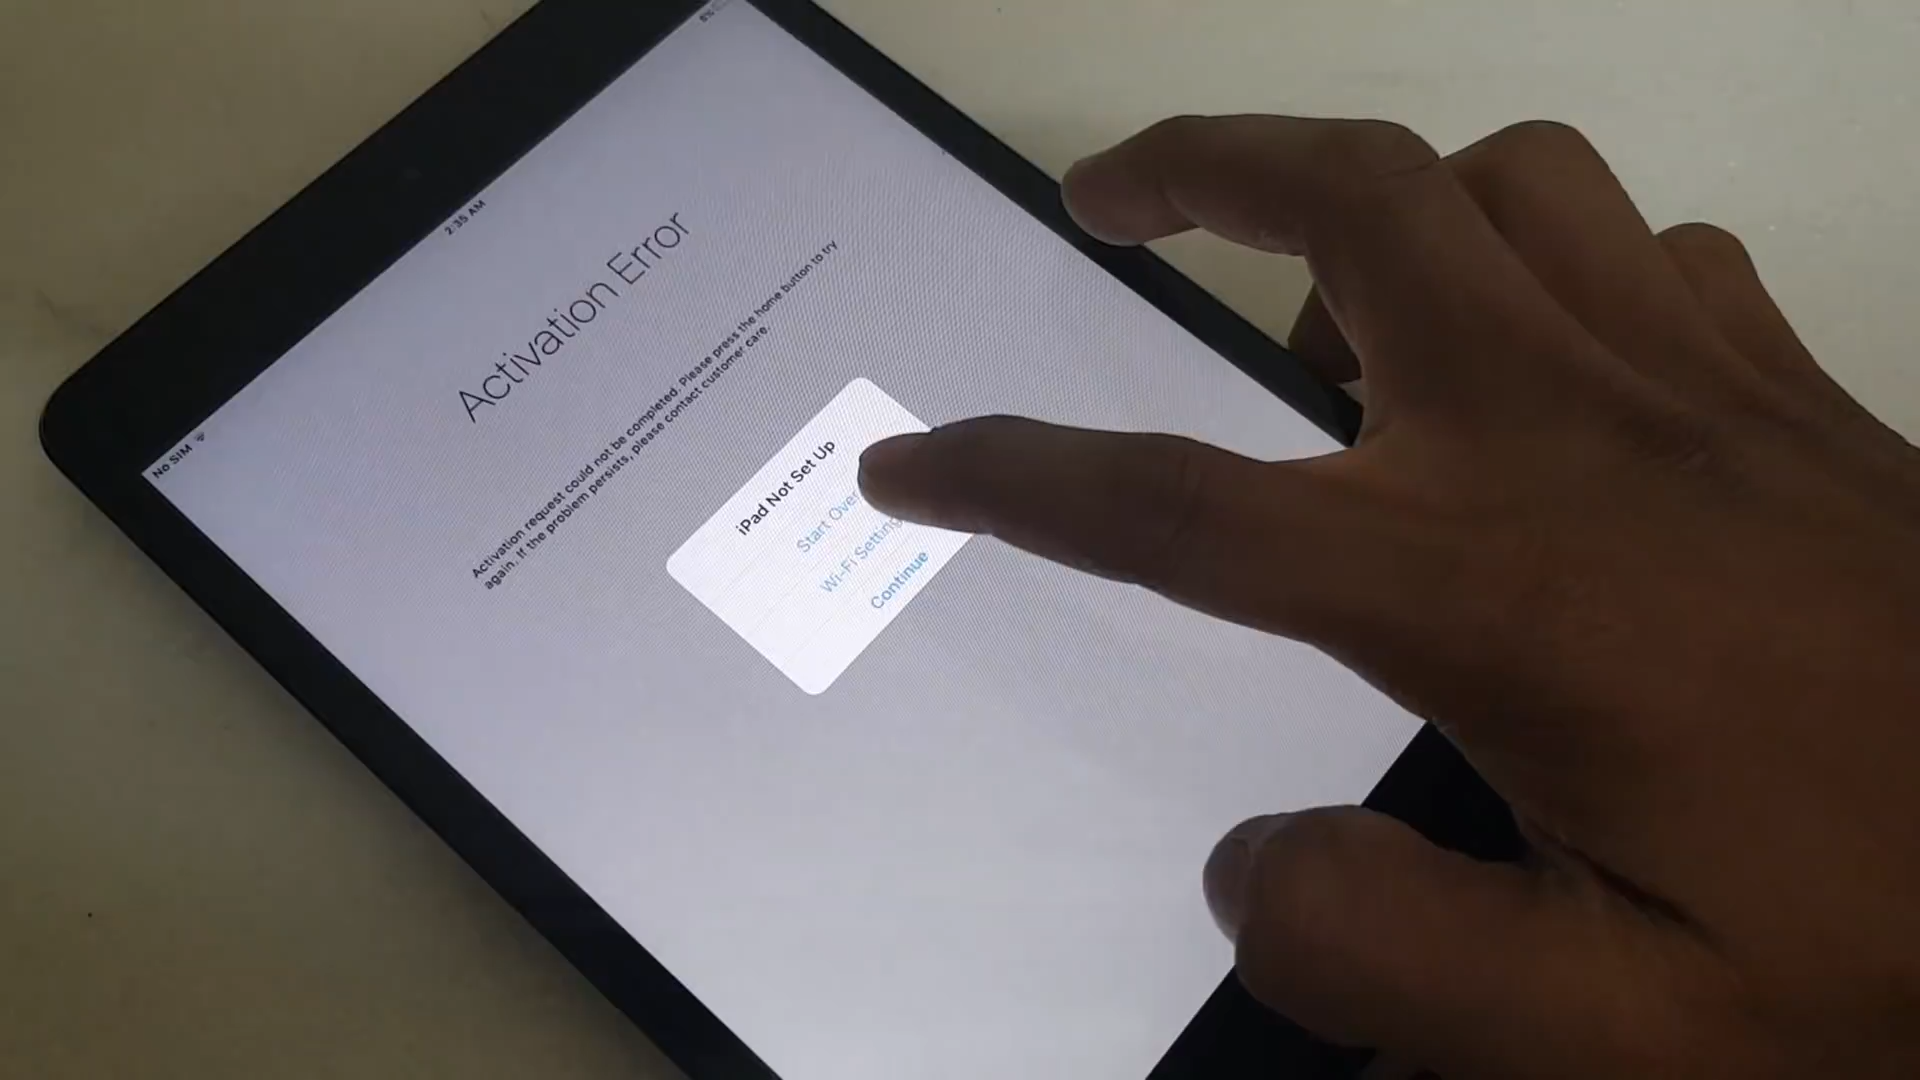 No SIM
2:35 AM
Activation Error
Activation request could not be completed. Please press the home button to try
again. If the problem persists, please contact customer care.
iPad Not Set Up
Start Over
Wi-Fi Setting
Continue